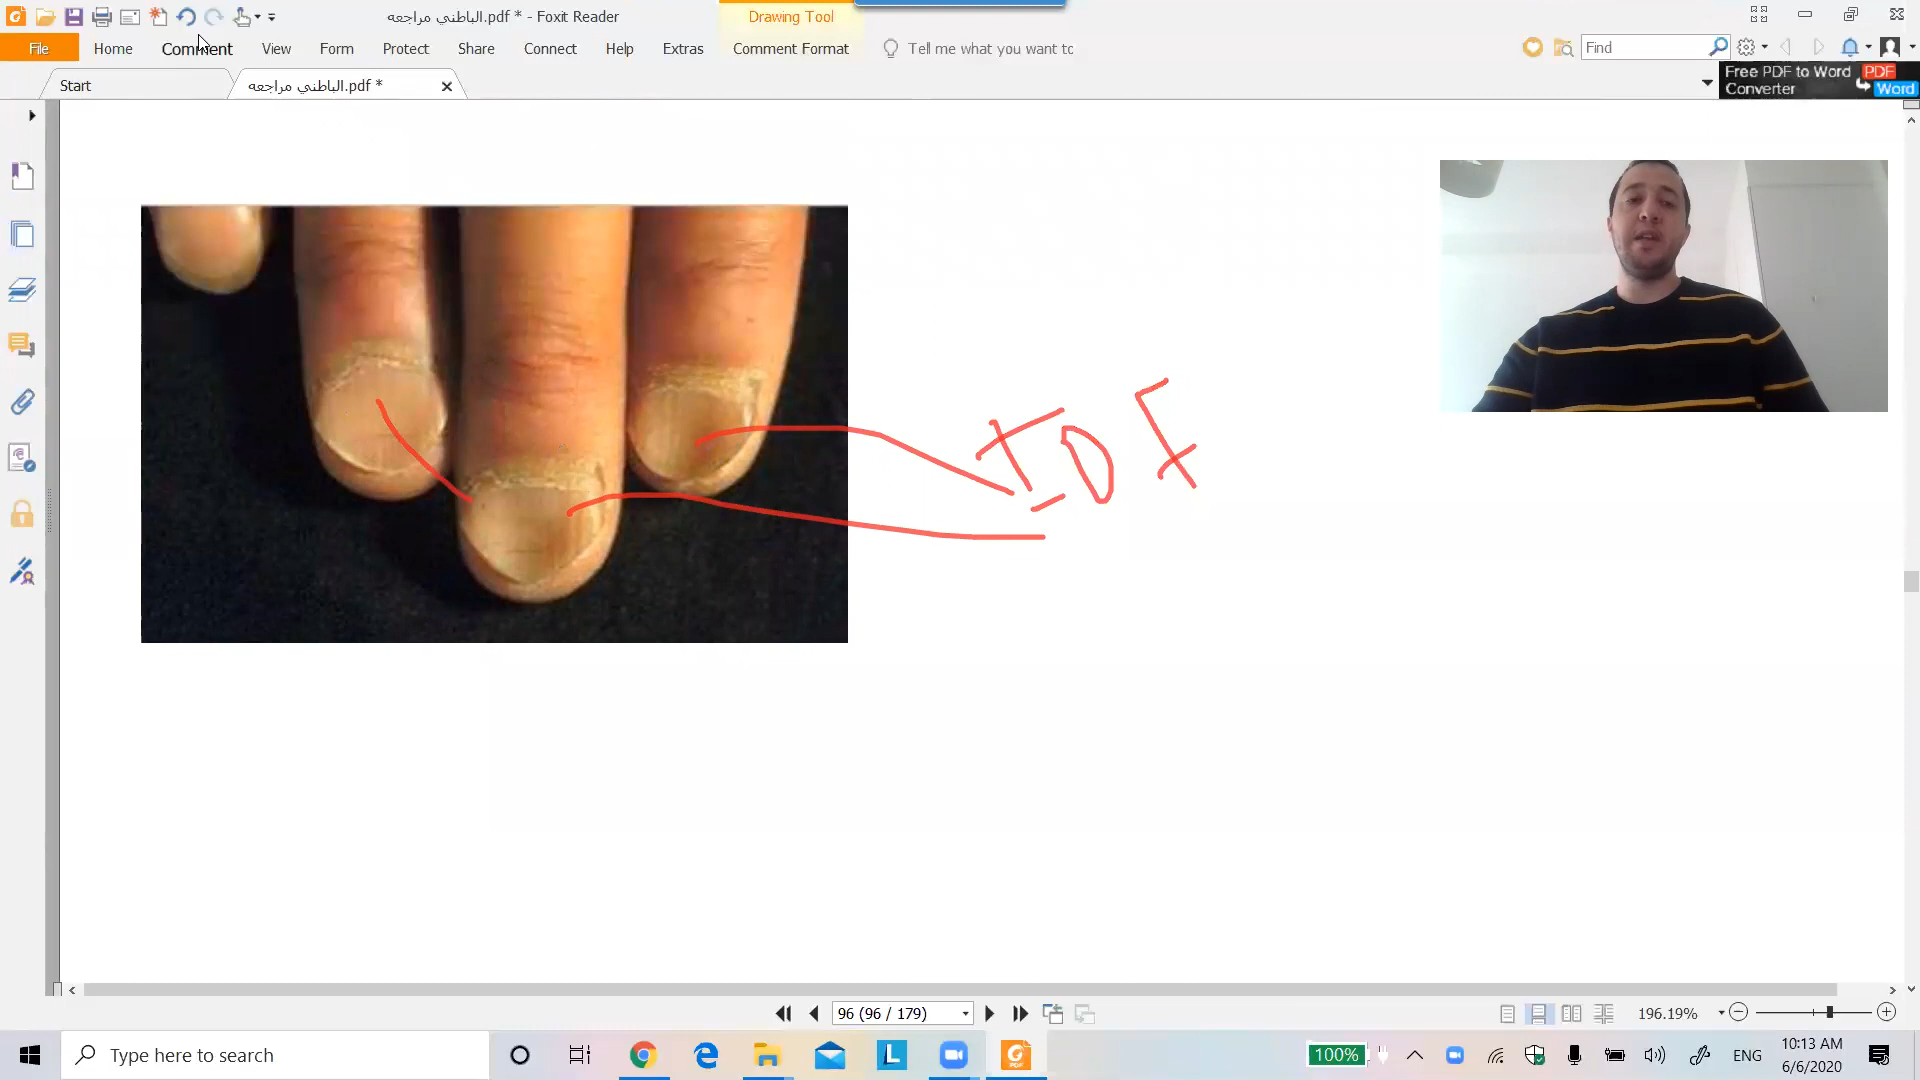 الباطني مراجعه.pdf * - Foxit Reader
Drawing Tool
File
Home
Comment
View
Form
Protect
Share
Connect
Help
Extras
Comment Format
Tell me what you want to
Find
Start
الباطني مراجعه.pdf *
Free PDF to Word
Converter
PDF
Word
96 (96 / 179)
196.19%
Type here to search
L
PDF
100%
ENG
10:13 AM
6/6/2020